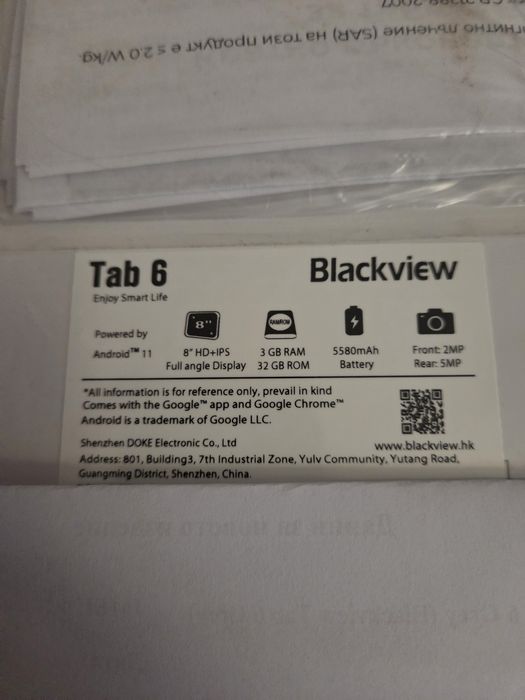 на този продукт е ≤ 2.0 W/kg.
Tab 6
Enjoy Smart Life
Blackview
Powered by
Android™ 11
8"
8" HD+IPS
Full angle Display
3 GB RAM
32 GB ROM
5580mAh
Battery
Front: 2MP
Rear: 5MP
*All information is for reference only, prevail in kind
Comes with the Google™ app and Google Chrome™
Android is a trademark of Google LLC.
Shenzhen DOKE Electronic Co., Ltd
www.blackview.hk
Address: 801, Building3, 7th Industrial Zone, Yulv Community, Yutang Road,
Guangming District, Shenzhen, China.